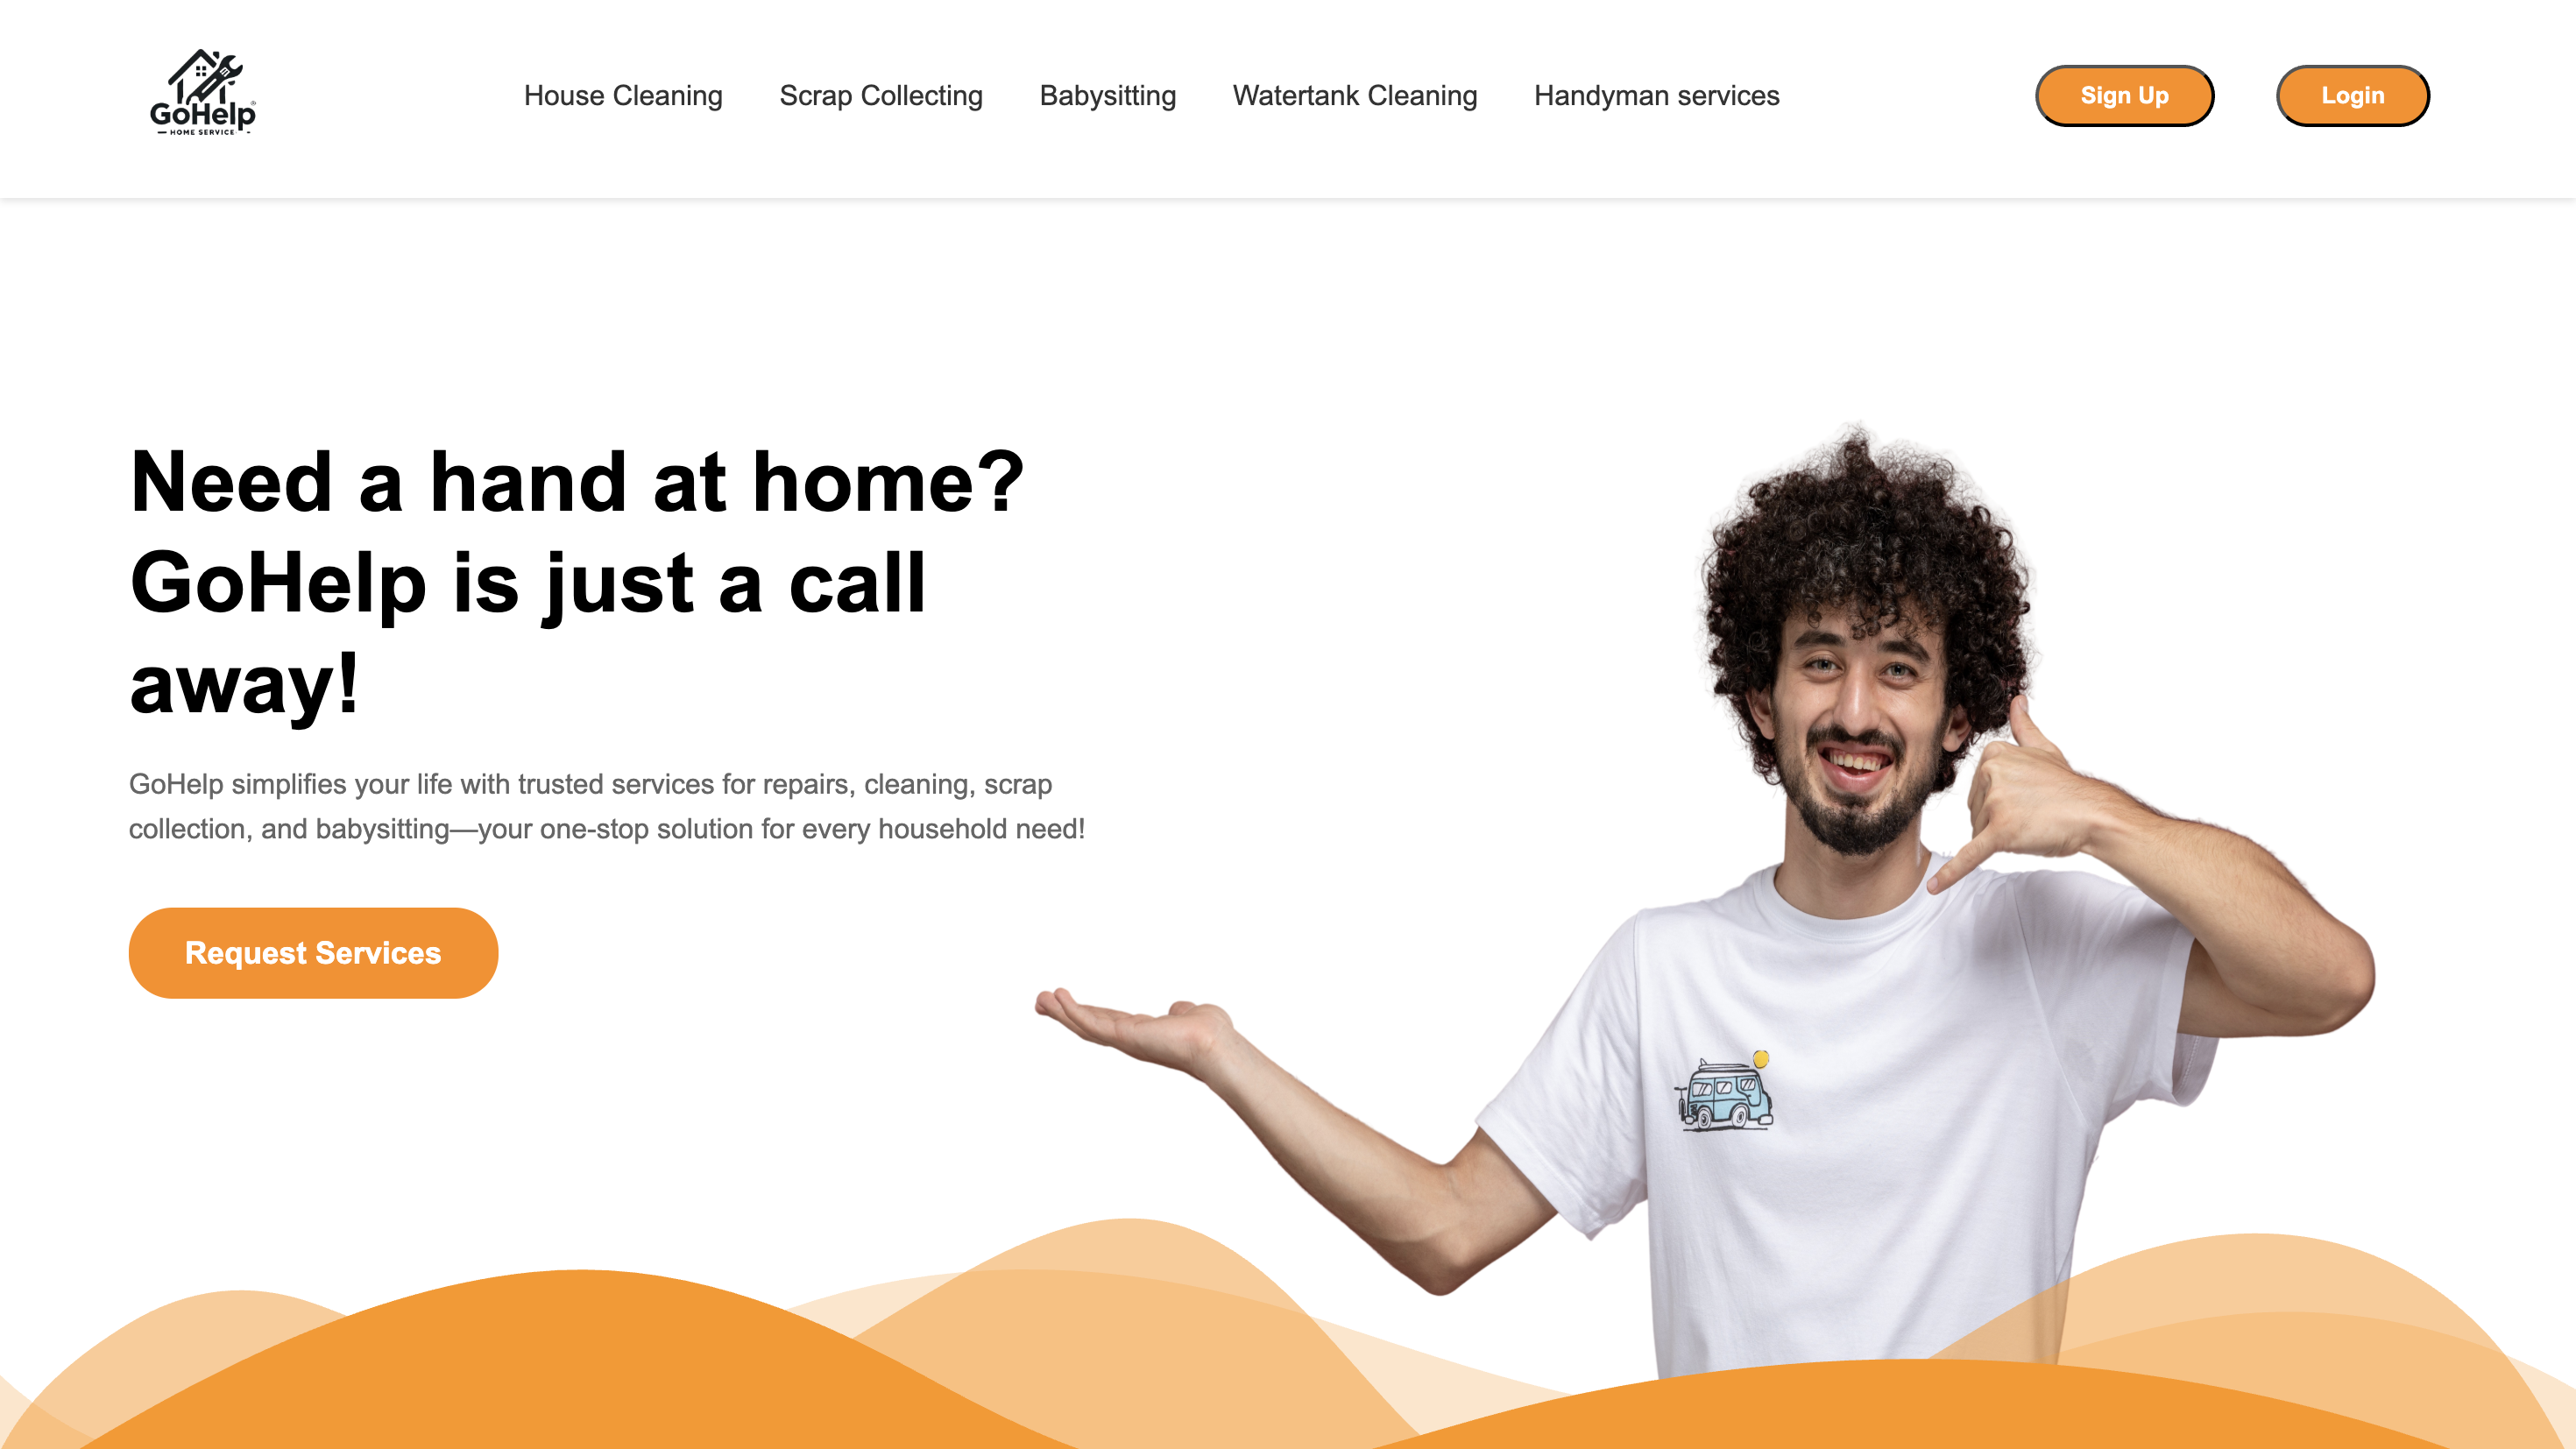 GoHelp®
HOME SERVICE
House Cleaning
Scrap Collecting
Babysitting
Watertank Cleaning
Handyman services
Sign Up
Login
Need a hand at home?
GoHelp is just a call
away!
GoHelp simplifies your life with trusted services for repairs, cleaning, scrap
collection, and babysitting—your one-stop solution for every household need!
Request Services